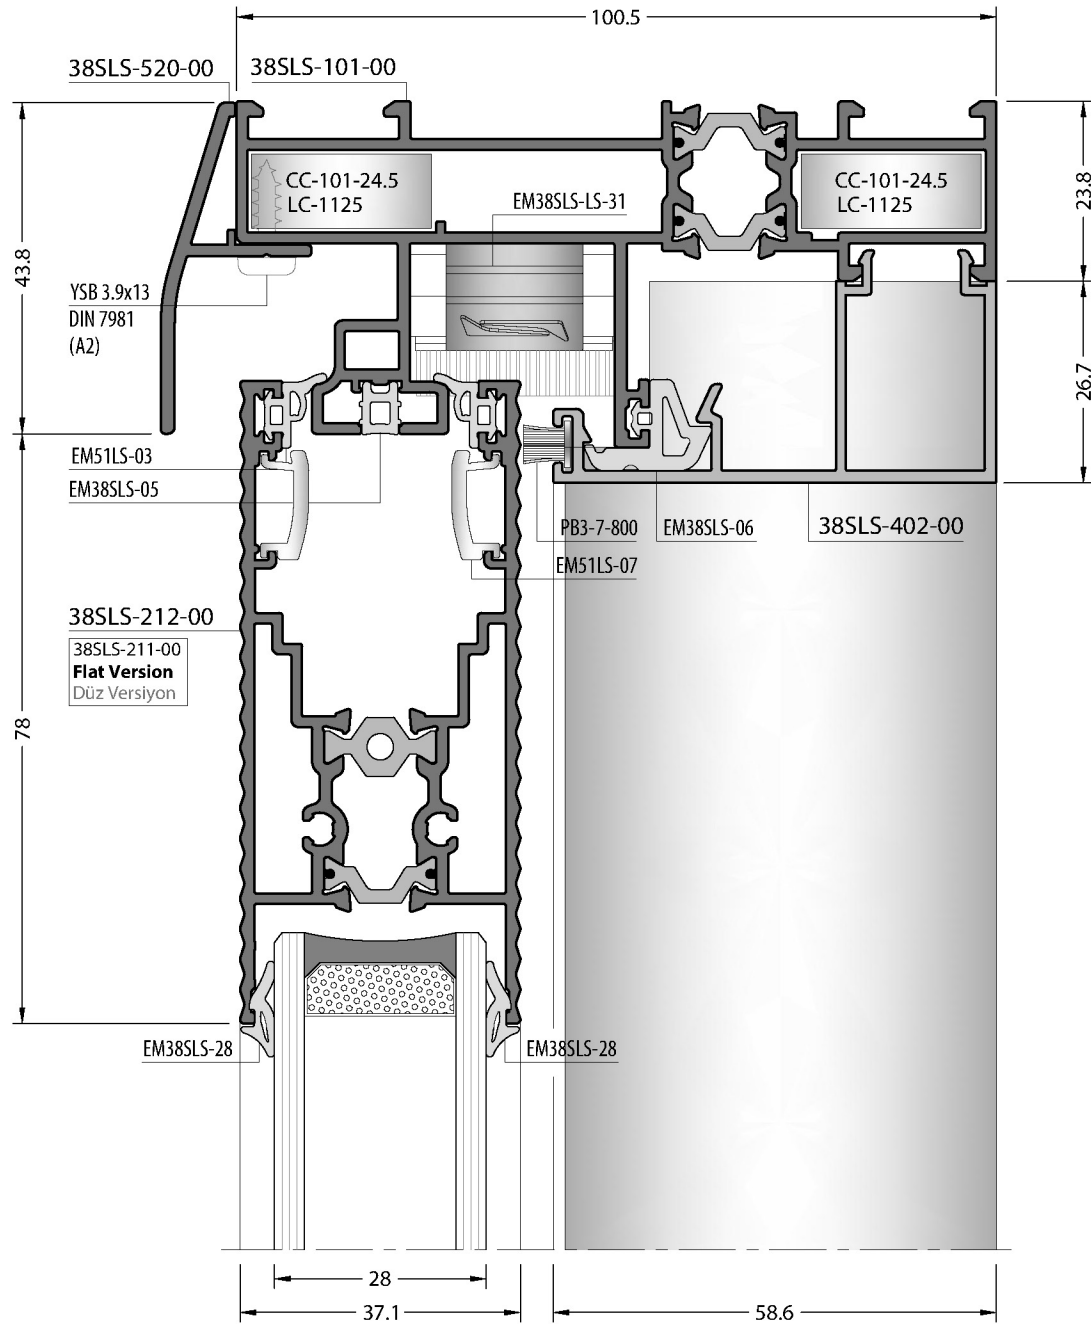 100.5
38SLS-520-00
38SLS-101-00
CC-101-24.5
LC-1125
EM38SLS-LS-31
CC-101-24.5
LC-1125
23.8
43.8
YSB 3.9x13
DIN 7981
(A2)
26.7
EM51LS-03
EM38SLS-05
PB3-7-800
EM38SLS-06
38SLS-402-00
EM51LS-07
38SLS-212-00
38SLS-211-00
Flat Version
Düz Versiyon
78
EM38SLS-28
EM38SLS-28
28
37.1
58.6